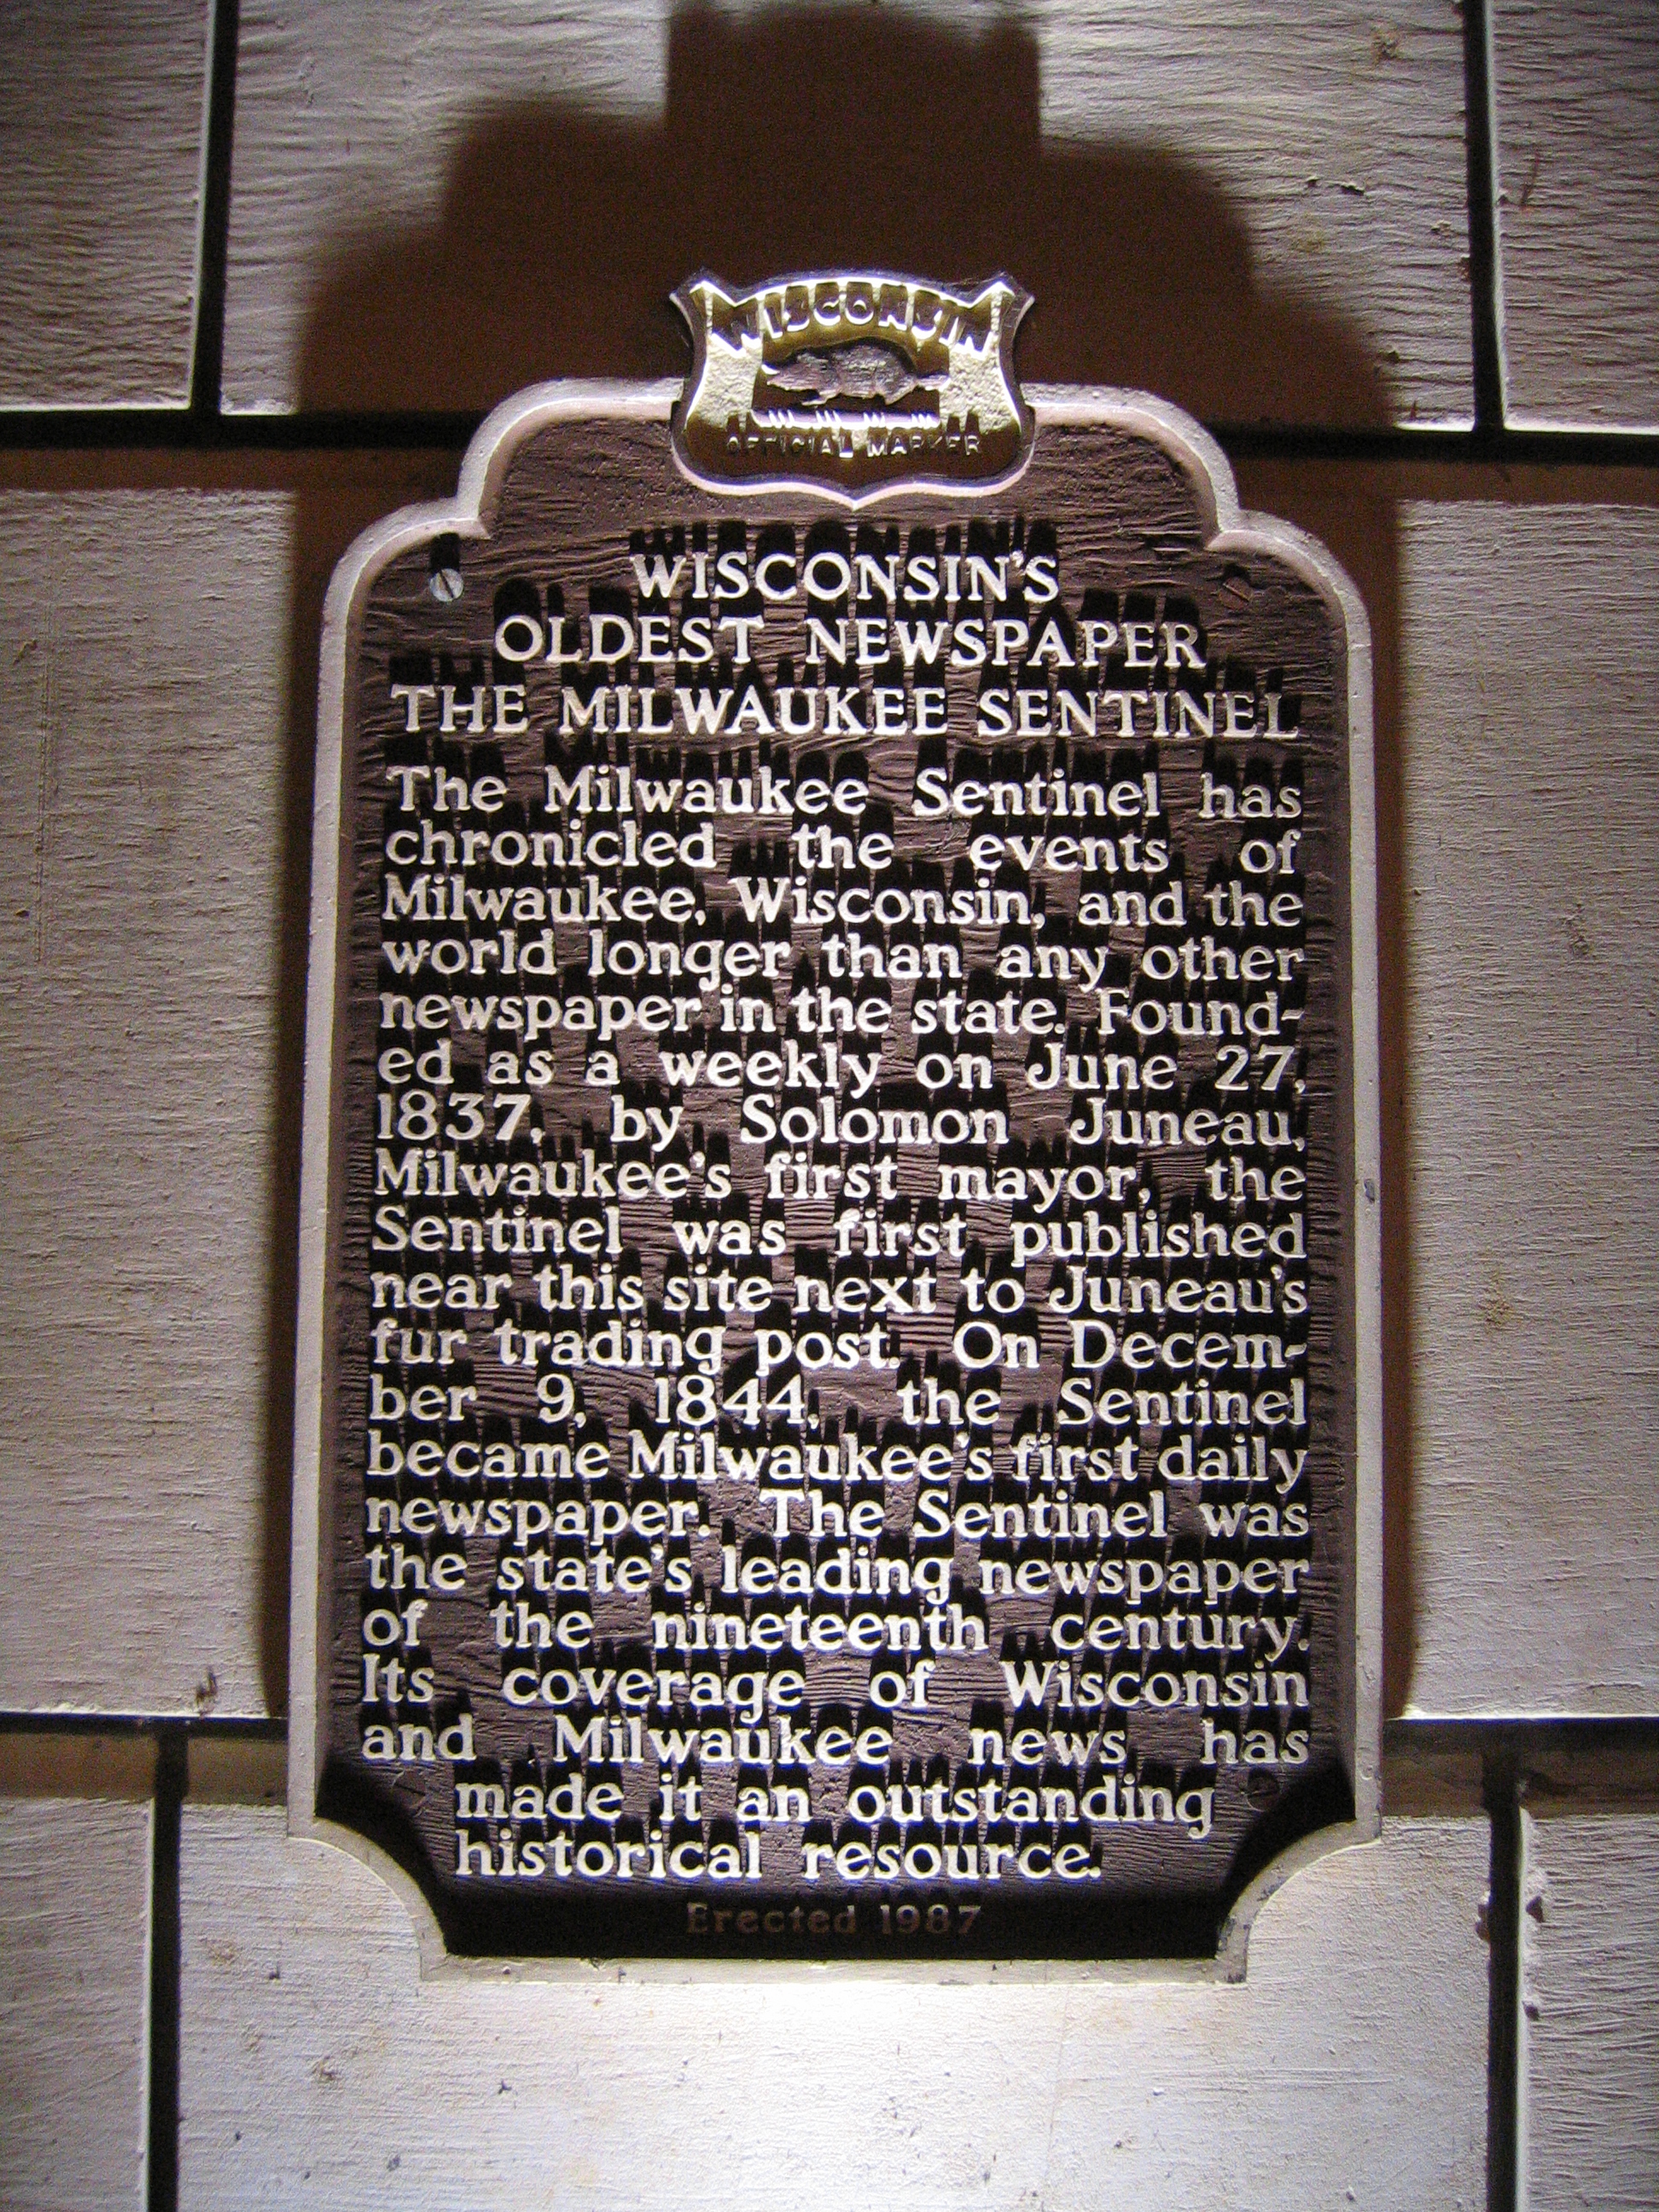 WISCONSIN
OFFICIAL MARKER
WISCONSIN'S
OLDEST NEWSPAPER
THE MILWAUKEE SENTINEL
The Milwaukee Sentinel has
chronicled the events of
Milwaukee, Wisconsin, and the
world longer than any other
newspaper in the state. Found-
ed as a weekly on June 27,
1837, by Solomon Juneau,
Milwaukee's first mayor, the
Sentinel was first published
near this site next to Juneau's
fur trading post. On Decem-
ber 9, 1844, the Sentinel
became Milwaukee's first daily
newspaper. The Sentinel was
the state's leading newspaper
of the nineteenth century.
Its coverage of Wisconsin
and Milwaukee news has
made it an outstanding
historical resource.
Erected 1987